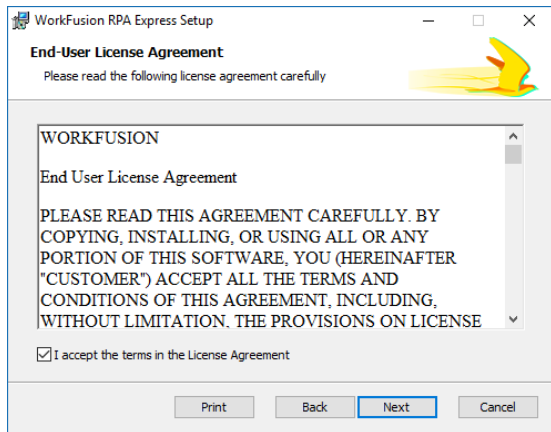 WorkFusion RPA Express Setup
End-User License Agreement
Please read the following license agreement carefully
WORKFUSION
End User License Agreement
PLEASE READ THIS AGREEMENT CAREFULLY. BY
COPYING, INSTALLING, OR USING ALL OR ANY
PORTION OF THIS SOFTWARE, YOU (HEREINAFTER
"CUSTOMER") ACCEPT ALL THE TERMS AND
CONDITIONS OF THIS AGREEMENT, INCLUDING,
WITHOUT LIMITATION, THE PROVISIONS ON LICENSE
I accept the terms in the License Agreement
Print Back Next Cancel